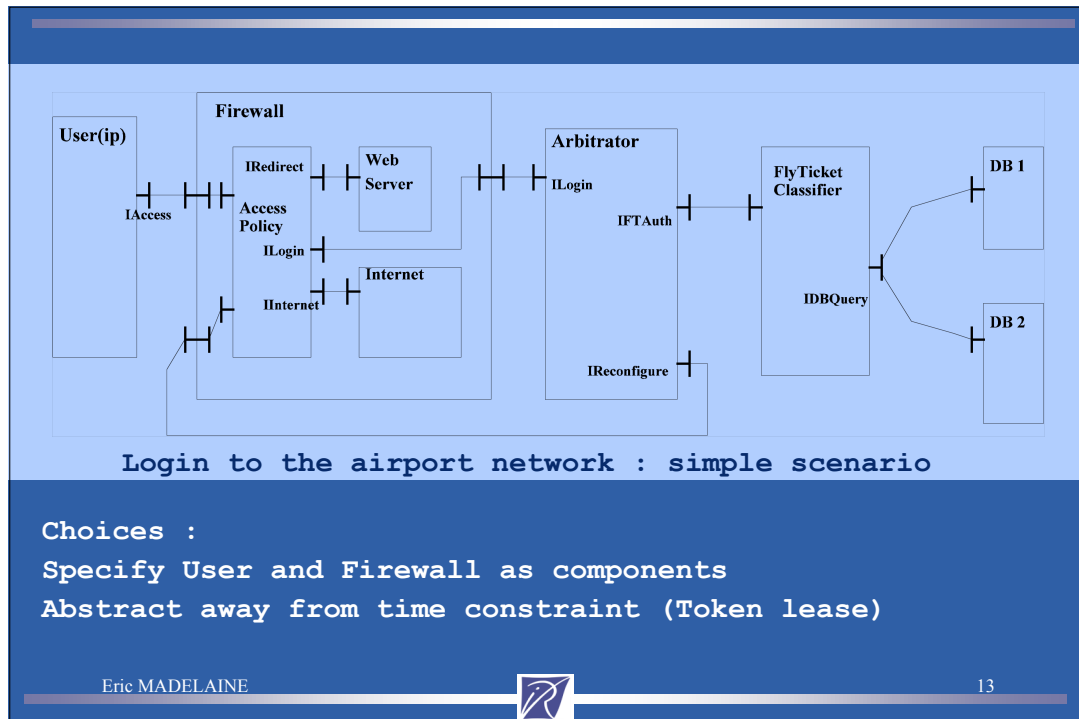 Firewall
User(ip)
IAccess
IRedirect
Access
Policy
ILogin
IInternet
Web
Server
Internet
Arbitrator
ILogin
IFTAuth
IReconfigure
FlyTicket
Classifier
IDBQuery
DB 1
DB 2
Login to the airport network : simple scenario
Choices :
Specify User and Firewall as components
Abstract away from time constraint (Token lease)
Eric MADELAINE
13